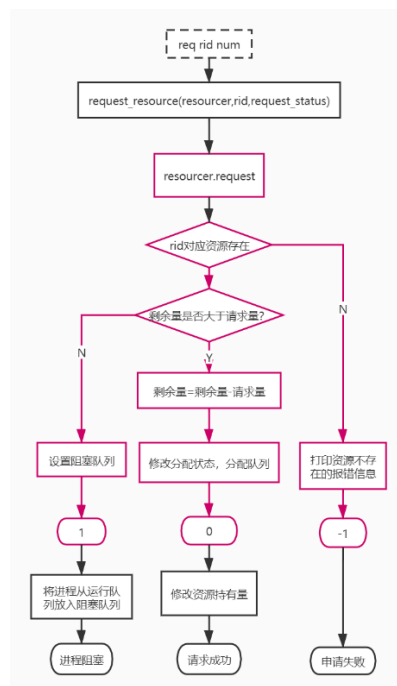 req rid num
request_resource(resourcer,rid,request_status)
resourcer.request
rid对应资源存在
剩余量是否大于请求量?
N
N
Y
剩余量=剩余量-请求量
设置阻塞队列
修改分配状态，分配队列
打印资源不存
在的报错信息
1
0
-1
将进程从运行队
列放入阻塞队列
修改资源持有量
进程阻塞
请求成功
申请失败